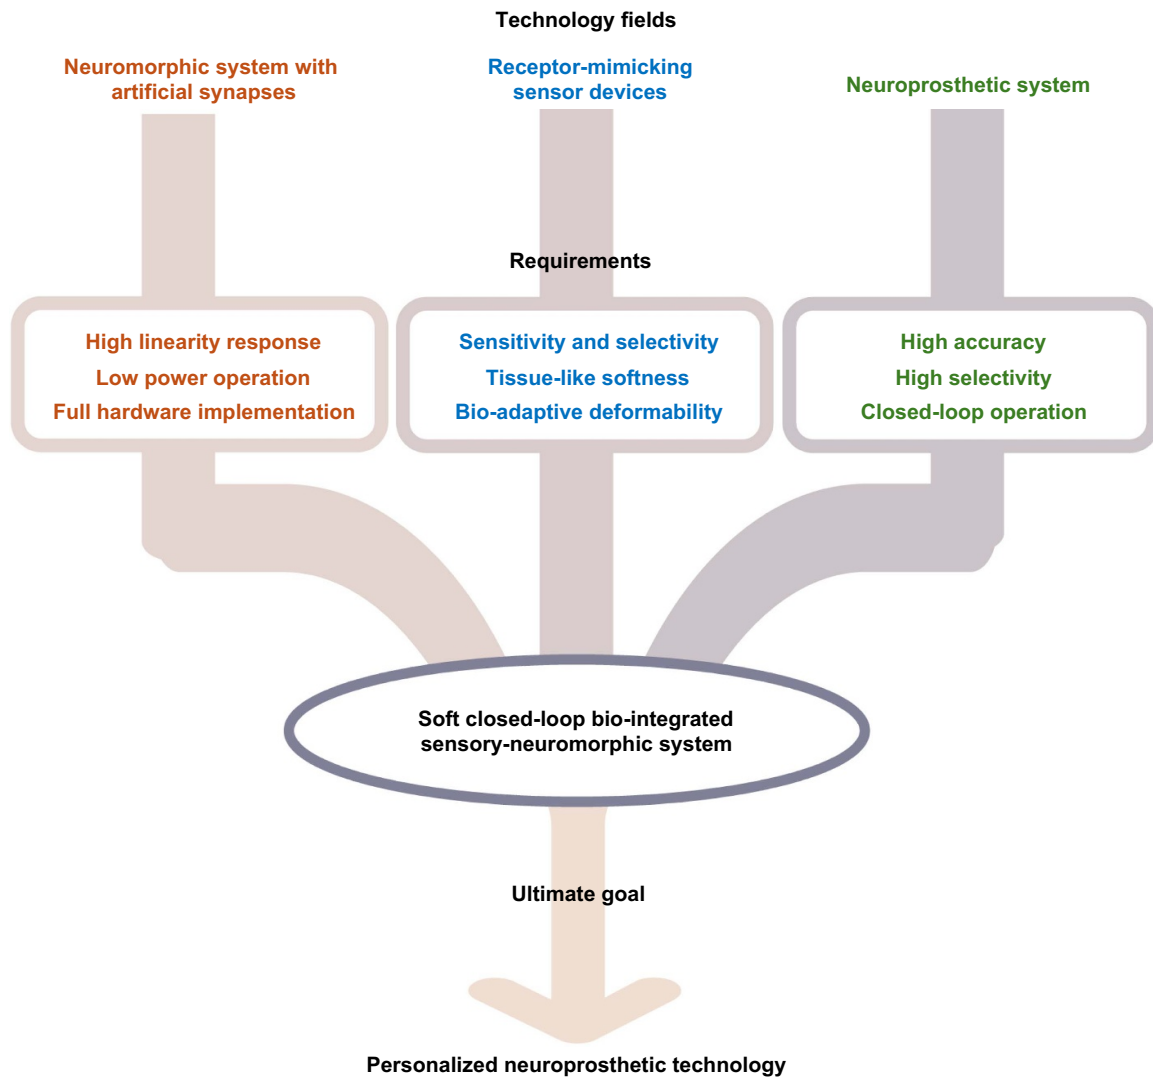 Technology fields
Neuromorphic system with
artificial synapses
Receptor-mimicking
sensor devices
Neuroprosthetic system
Requirements
High linearity response
Low power operation
Full hardware implementation
Sensitivity and selectivity
Tissue-like softness
Bio-adaptive deformability
High accuracy
High selectivity
Closed-loop operation
Soft closed-loop bio-integrated
sensory-neuromorphic system
Ultimate goal
Personalized neuroprosthetic technology